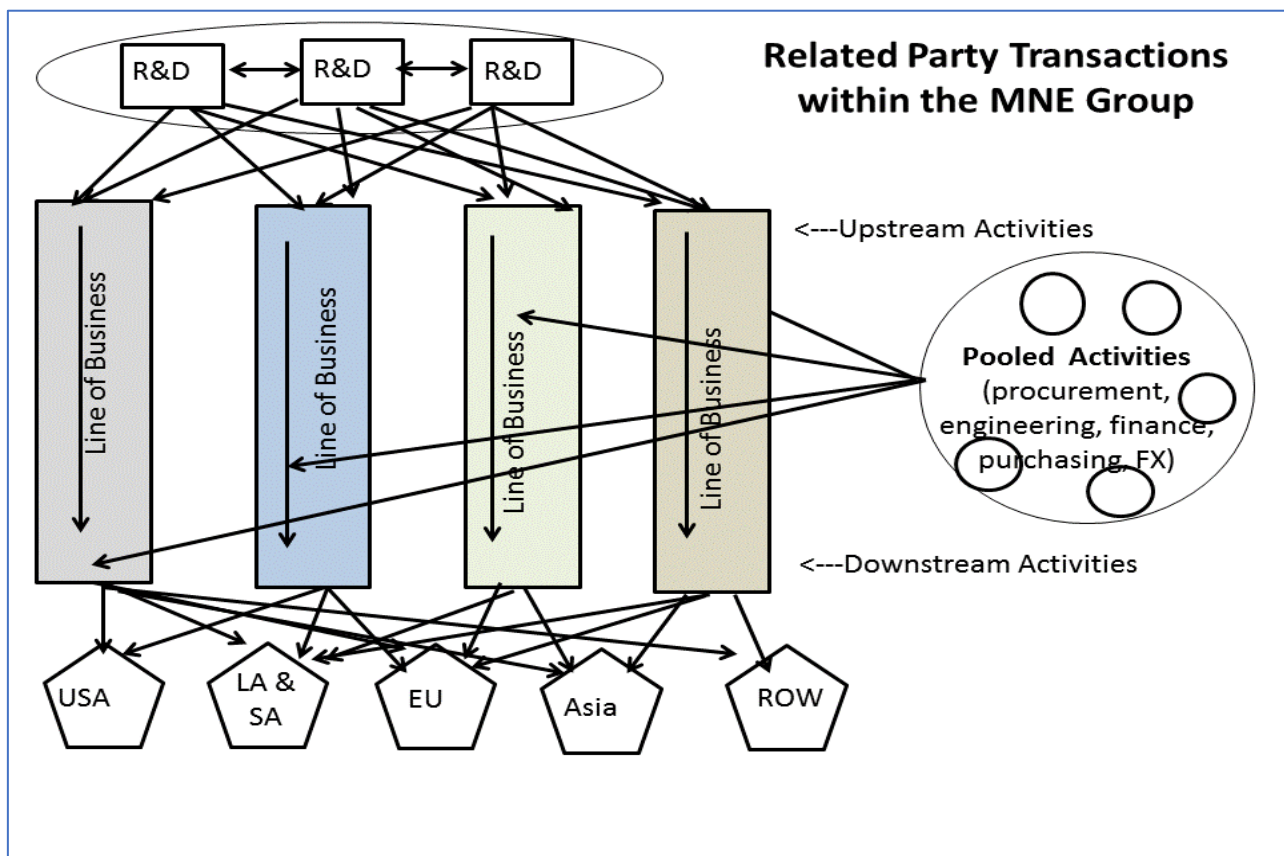 Related Party Transactions
within the MNE Group
R&D
R&D
R&D
<---Upstream Activities
Line of Business
Line of Business
Line of Business
Line of Business
Pooled Activities
(procurement,
engineering, finance,
purchasing, FX)
<---Downstream Activities
USA
LA &
SA
EU
Asia
ROW